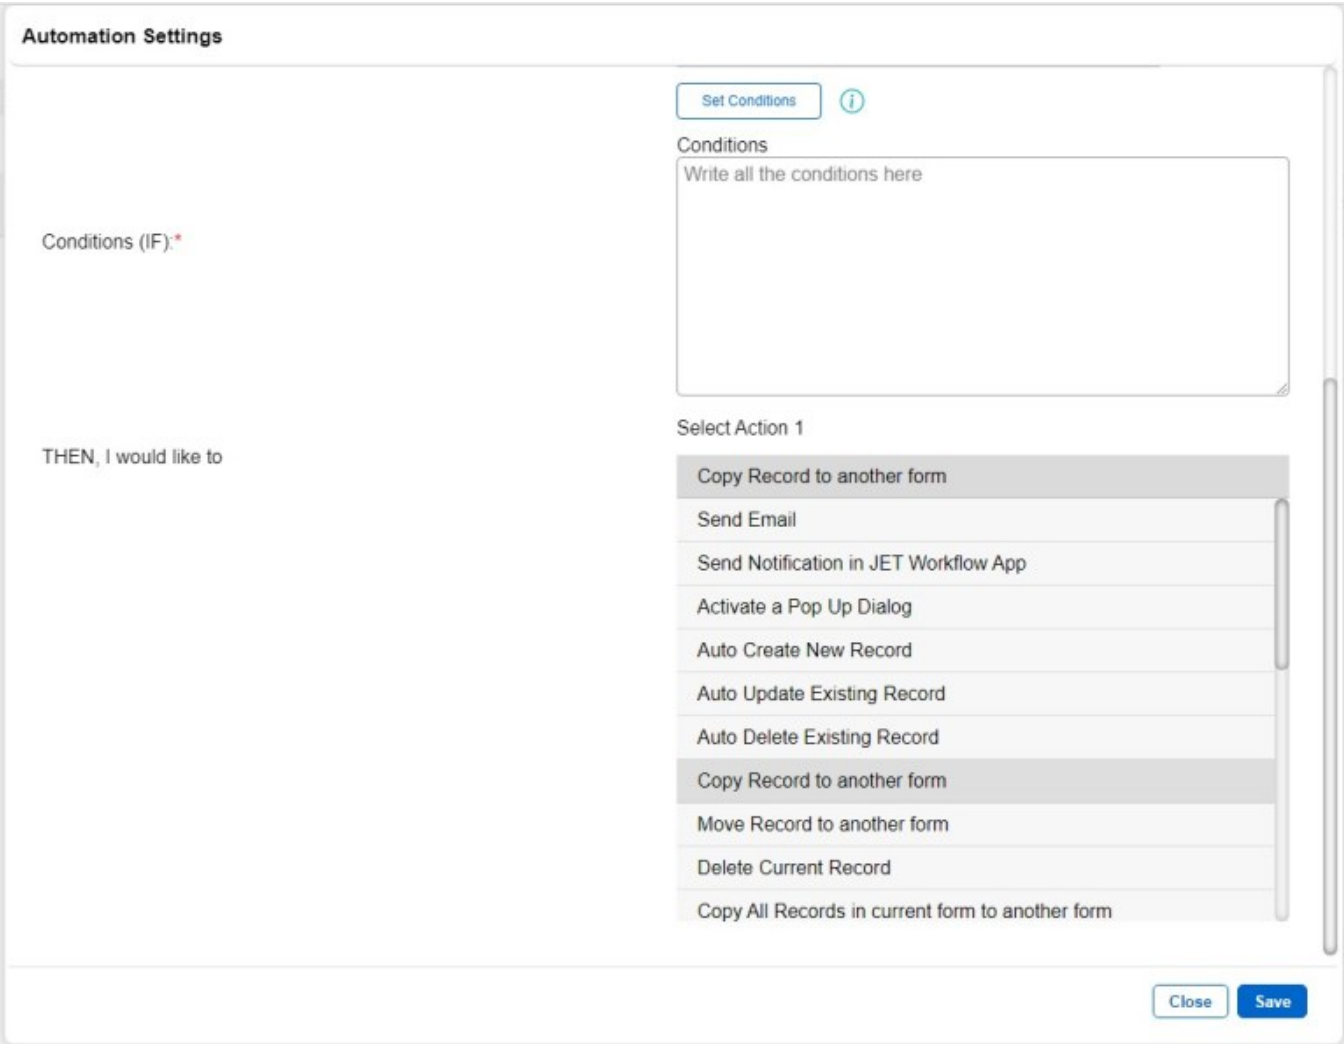 Automation Settings
Set Conditions
Conditions
Write all the conditions here
Conditions (IF):*
Select Action 1
THEN, I would like to
Copy Record to another form
Send Email
Send Notification in JET Workflow App
Activate a Pop Up Dialog
Auto Create New Record
Auto Update Existing Record
Auto Delete Existing Record
Copy Record to another form
Move Record to another form
Delete Current Record
Copy All Records in current form to another form
Close Save